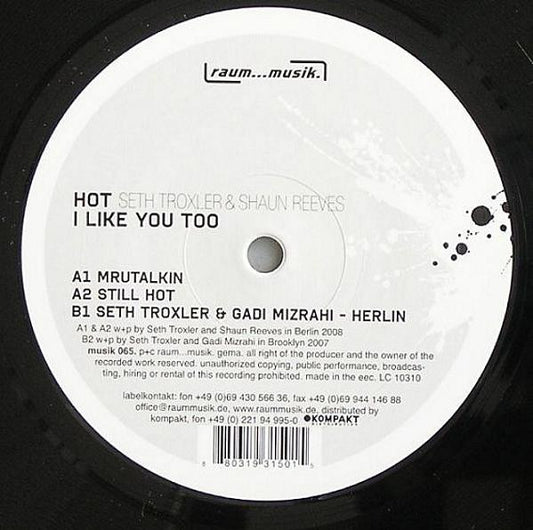 raum...musik.
HOT SETH TROXLER & SHAUN REEVES
I LIKE YOU TOO
A1 MRUTALKIN
A2 STILL HOT
B1 SETH TROXLER & GADI MIZRAHI - HERLIN
A1 & A2 w+p by Seth Troxler and Shaun Reeves in Berlin 2008
B2 w+p by Seth Troxler and Gadi Mizrahi in Brooklyn 2007
musik 065. p+c raum...musik. gema. all right of the producer and the owner of the
recorded work reserved. unauthorized copying, public performance, broadcas-
ting, hiring or rental of this recording prohibited. made in the eec. LC 10310
labelkontakt: fon +49 (0)69 430 566 36, fax +49 (0)69 944 146 88
office@raummusik.de, www.raummusik.de, distributed by
kompakt, fon +49 (0) 221 94 995-0 KOMPAKT
DISTRIBUTION
8 80319 31501 5